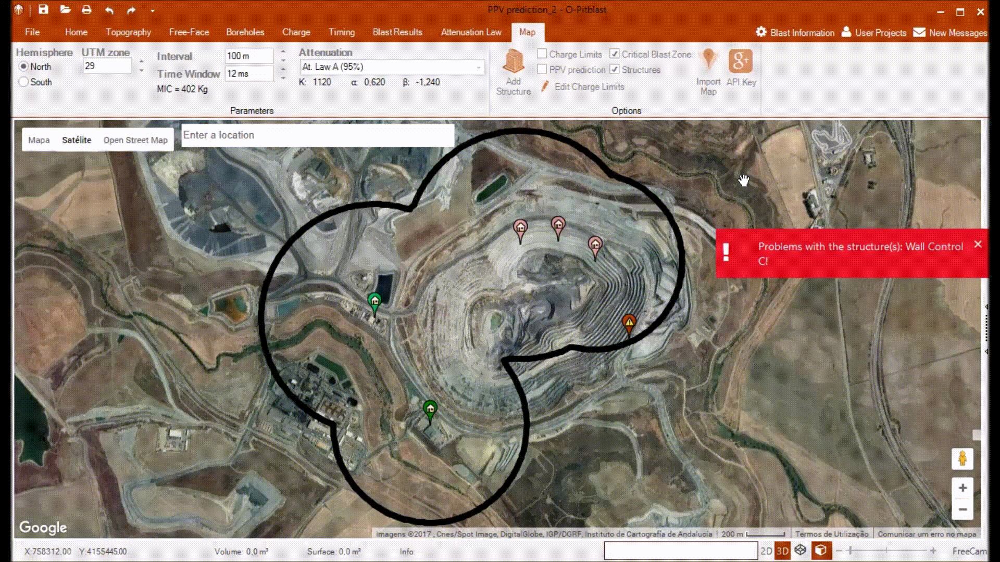 PPV prediction_2 - O-Pitblast
File Home Topography Free-Face Boreholes Charge Timing Blast Results Attenuation Law Map Blast Information User Projects New Messages
Hemisphere
North
South
UTM zone
29
Interval 100 m
Time Window 12 ms
MIC = 402 Kg
Attenuation
At. Law A (95%)
K: 1120 α: 0,620 β: -1,240
Parameters
Add Structure
Charge Limits Critical Blast Zone
PPV prediction Structures
Edit Charge Limits
Import Map
API Key
g+
Options
Mapa Satélite Open Street Map
Enter a location
! Problems with the structure(s): Wall Control
C!
Google
Imagens ©2017 , Cnes/Spot Image, DigitalGlobe, IGP/DGRF, Instituto de Cartografía de Andalucía 200 m Termos de Utilização Comunicar um erro no mapa
X:758312,00 Y:4155445,00 Volume: 0,0 m³ Surface: 0,0 m² Info: 2D 3D FreeCam